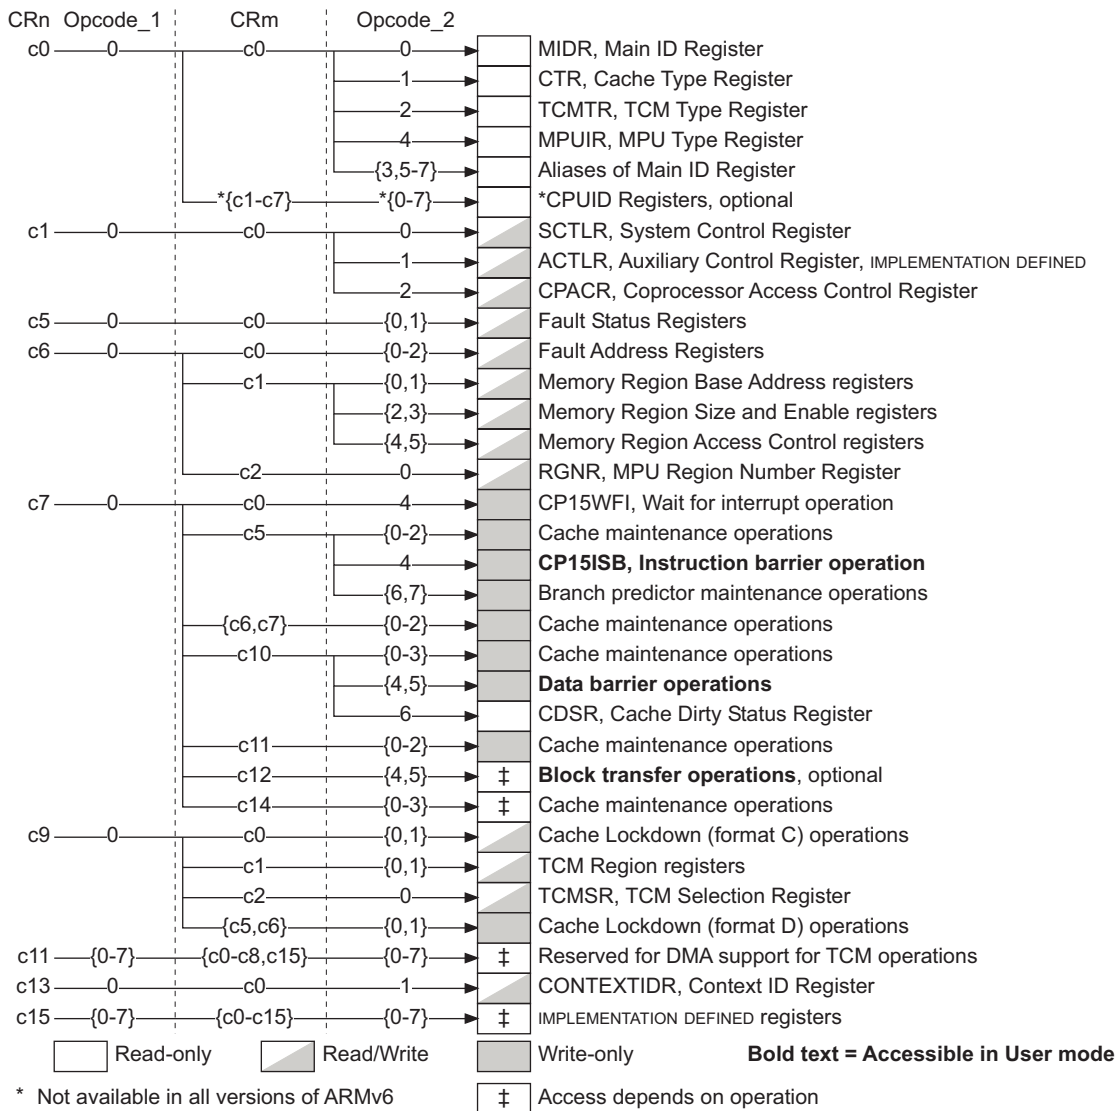 CRn Opcode_1 CRm Opcode_2
c0 0 c0 0 MIDR, Main ID Register
1 CTR, Cache Type Register
2 TCMTR, TCM Type Register
4 MPUIR, MPU Type Register
{3,5-7} Aliases of Main ID Register
*{c1-c7} *{0-7} *CPUID Registers, optional
c1 0 c0 0 SCTLR, System Control Register
1 ACTLR, Auxiliary Control Register, IMPLEMENTATION DEFINED
2 CPACR, Coprocessor Access Control Register
c5 0 c0 {0,1} Fault Status Registers
c6 0 c0 {0-2} Fault Address Registers
c1 {0,1} Memory Region Base Address registers
{2,3} Memory Region Size and Enable registers
{4,5} Memory Region Access Control registers
c2 0 RGNR, MPU Region Number Register
c7 0 c0 4 CP15WFI, Wait for interrupt operation
c5 {0-2} Cache maintenance operations
4 CP15ISB, Instruction barrier operation
{6,7} Branch predictor maintenance operations
{c6,c7} {0-2} Cache maintenance operations
c10 {0-3} Cache maintenance operations
{4,5} Data barrier operations
6 CDSR, Cache Dirty Status Register
c11 {0-2} Cache maintenance operations
c12 {4,5} ‡ Block transfer operations, optional
c14 {0-3} ‡ Cache maintenance operations
c9 0 c0 {0,1} Cache Lockdown (format C) operations
c1 {0,1} TCM Region registers
c2 0 TCMSR, TCM Selection Register
{c5,c6} {0,1} Cache Lockdown (format D) operations
c11 {0-7} {c0-c8,c15} {0-7} ‡ Reserved for DMA support for TCM operations
c13 0 c0 1 CONTEXTIDR, Context ID Register
c15 {0-7} {c0-c15} {0-7} ‡ IMPLEMENTATION DEFINED registers
Read-only Read/Write Write-only Bold text = Accessible in User mode
* Not available in all versions of ARMv6 ‡ Access depends on operation